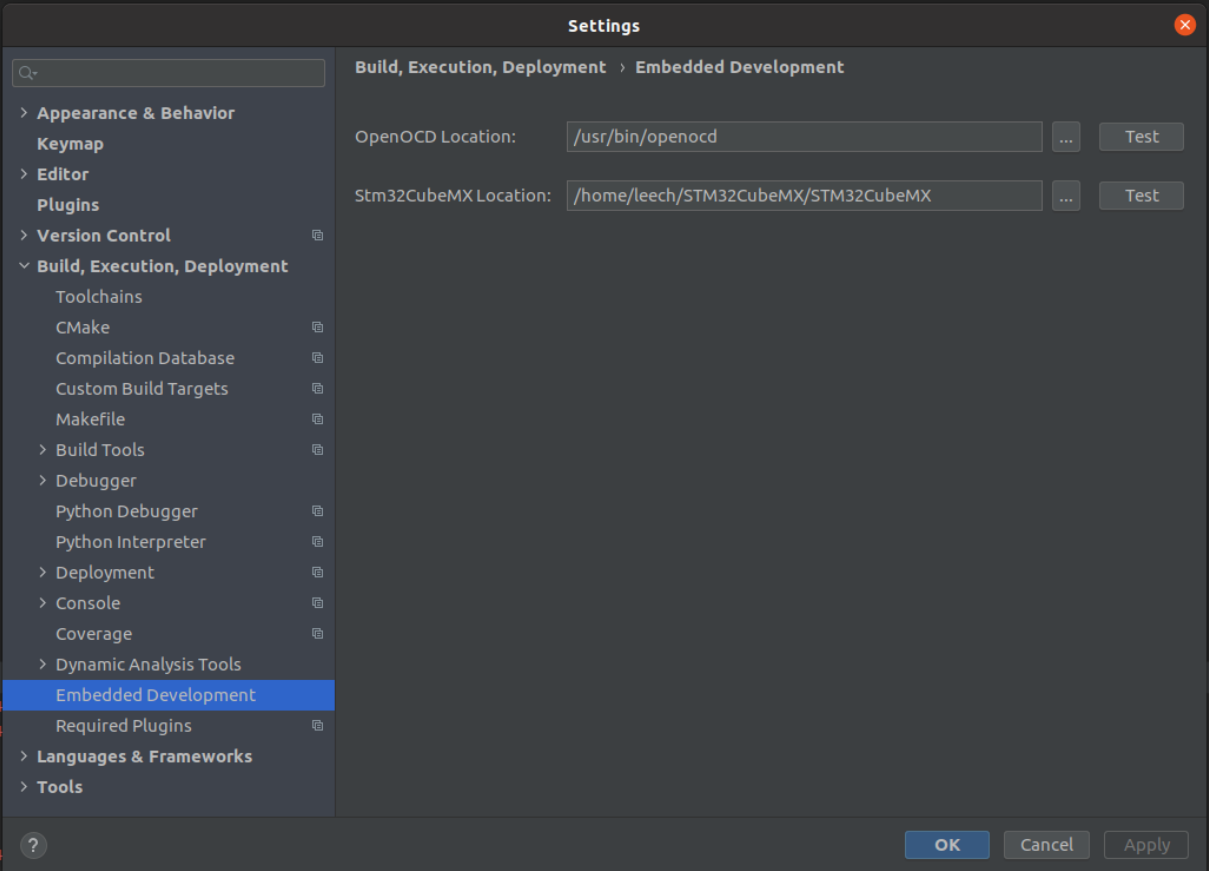 Settings
Build, Execution, Deployment › Embedded Development
Appearance & Behavior
Keymap
Editor
Plugins
Version Control
Build, Execution, Deployment
Toolchains
CMake
Compilation Database
Custom Build Targets
Makefile
Build Tools
Debugger
Python Debugger
Python Interpreter
Deployment
Console
Coverage
Dynamic Analysis Tools
Embedded Development
Required Plugins
Languages & Frameworks
Tools
OpenOCD Location: /usr/bin/openocd ... Test
Stm32CubeMX Location: /home/leech/STM32CubeMX/STM32CubeMX ... Test
? OK Cancel Apply